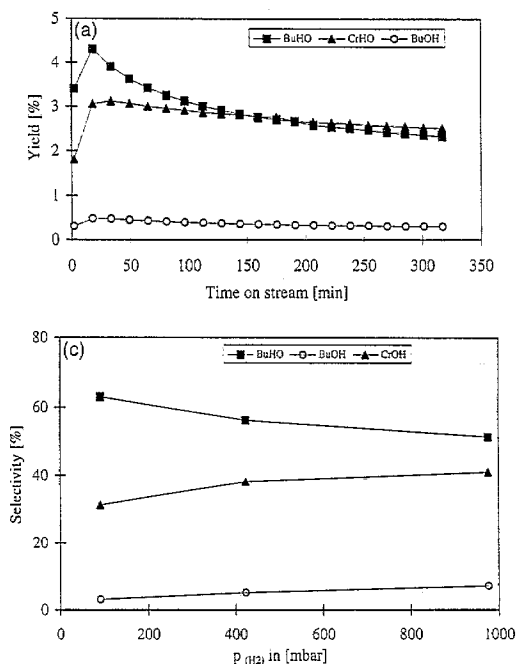 (a)
BuHO CrHO BuOH
Yield [%]
5
4
3
2
1
0
0 50 100 150 200 250 300 350
Time on stream [min]
(c)
BuHO BuOH CrOH
Selectivity [%]
80
60
40
20
0
0 200 400 600 800 1000
p (H2) in [mbar]